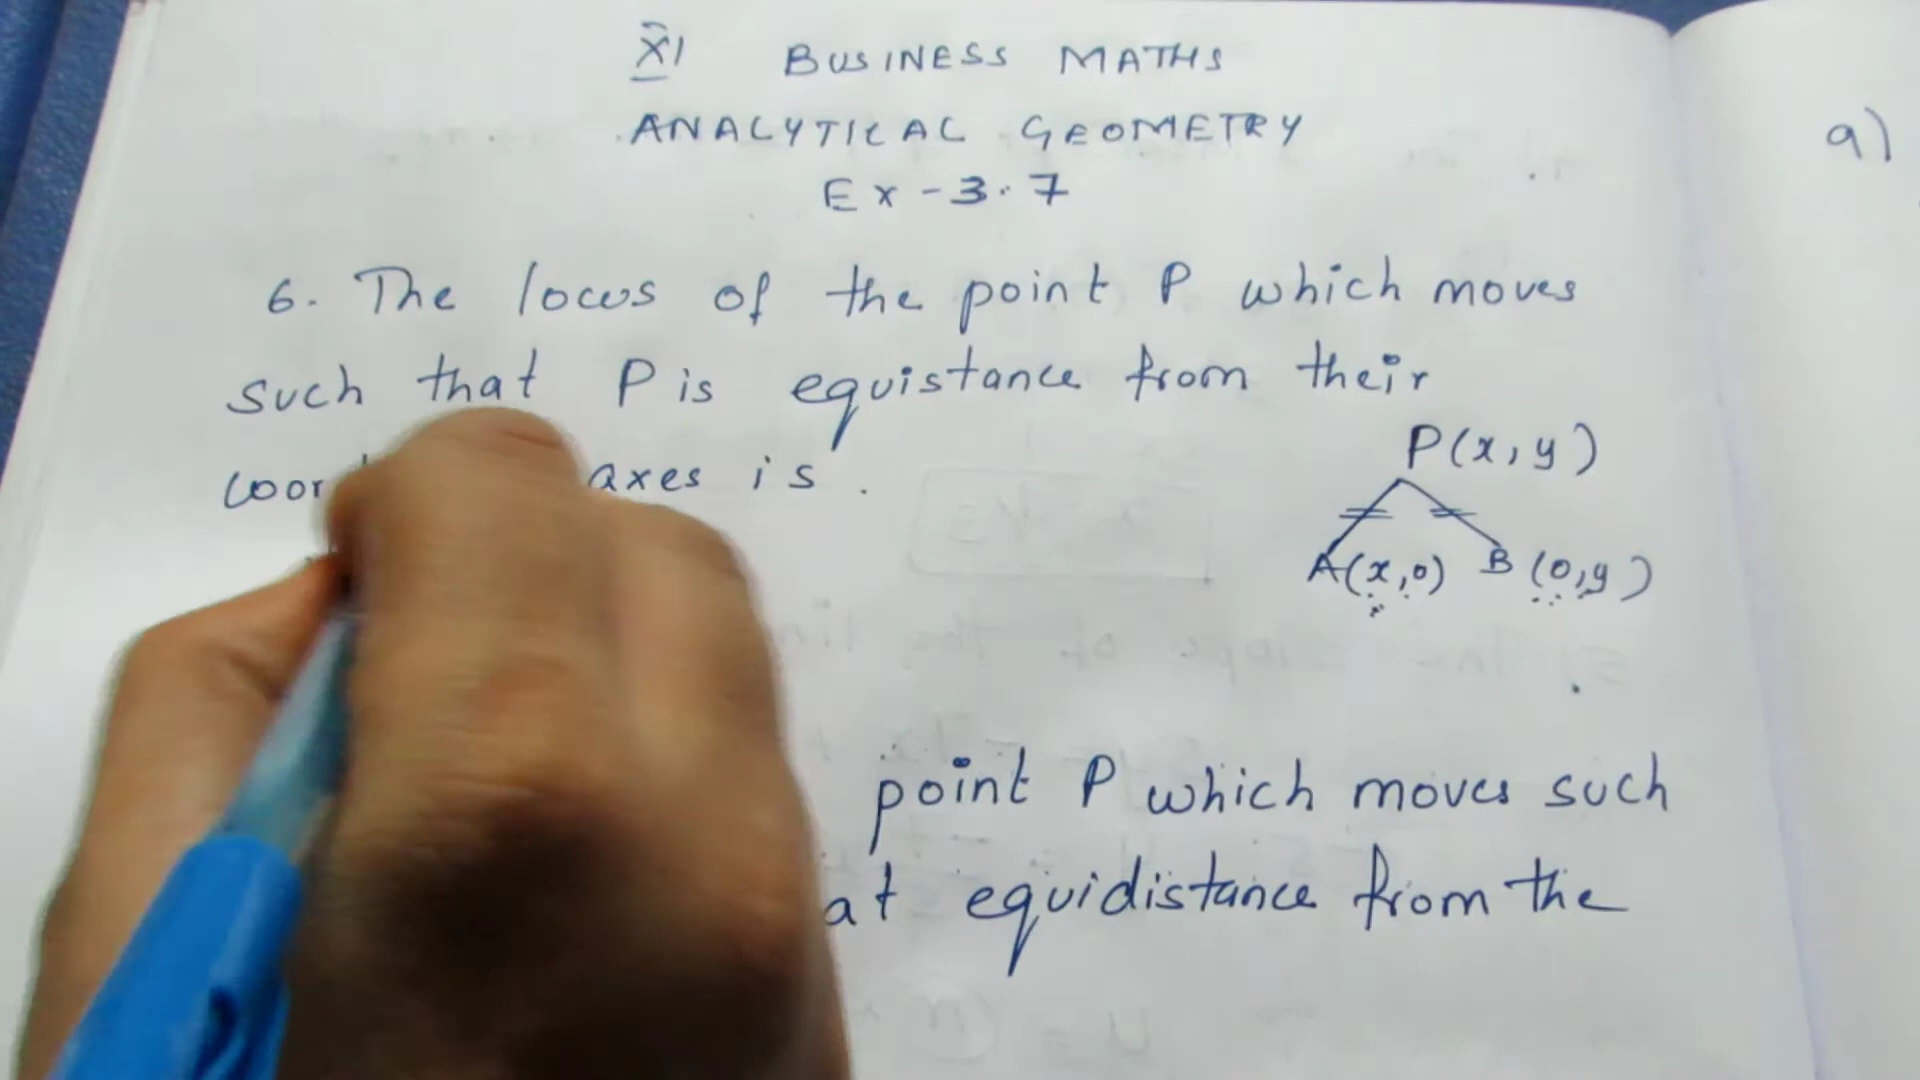 XI BUSINESS MATHS
ANALYTICAL GEOMETRY
Ex - 3.7
a)
6. The locus of the point P which moves
such that P is equistance from their
axes is .
P(x, y)
A(x, 0) B (0, y)
point P which moves such
at equidistance from the